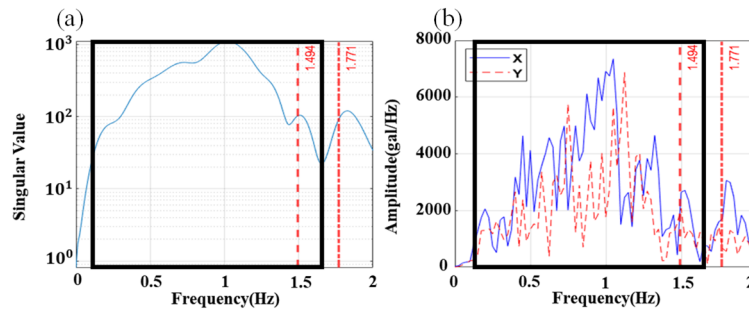 (a)
(b)
10³
10²
10¹
10⁰
Singular Value
1.494
1.771
0
0.5
1
1.5
2
Frequency(Hz)
8000
6000
4000
2000
0
Amplitude(gal/Hz)
X
Y
1.494
1.771
0
0.5
1
1.5
2
Frequency(Hz)